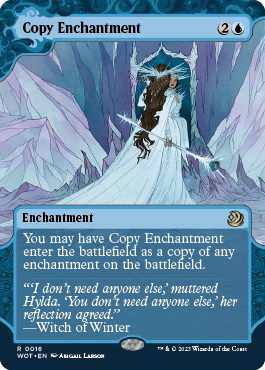 Copy Enchantment 2
Enchantment
You may have Copy Enchantment
enter the battlefield as a copy of
any enchantment on the battlefield.
“‘I don't need anyone else,’ muttered
Hylda. ‘You don't need anyone else,’ her
reflection agreed.”
—Witch of Winter
R 0016
WOT • EN ABIGAIL LARSON
™ & © 2023 Wizards of the Coast